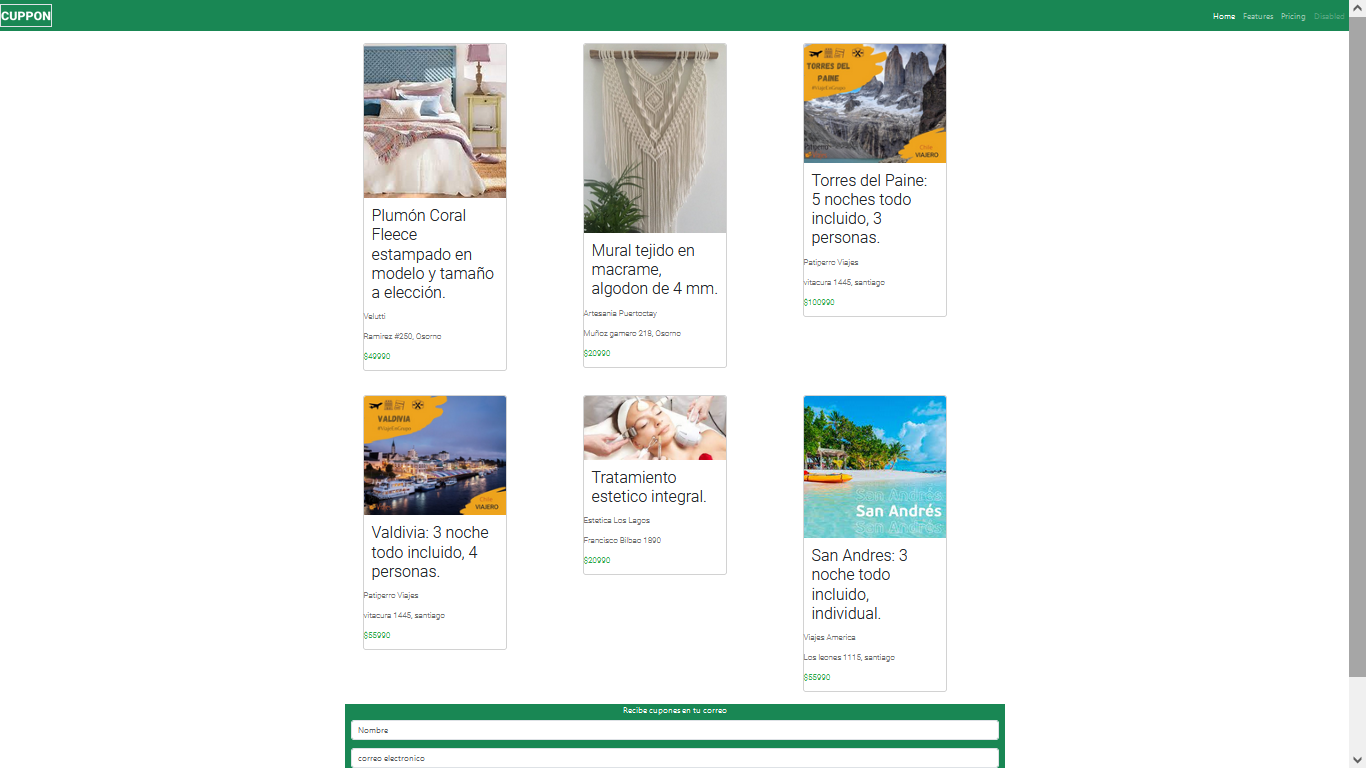 CUPPON
Home Features Pricing Disabled
Plumón Coral
Fleece
estampado en
modelo y tamaño
a elección.
Velutti
Ramirez #250, Osorno
$49990
Mural tejido en
macrame,
algodon de 4 mm.
Artesania Puertoctay
Muñoz gamero 218, Osorno
$20990
TORRES DEL
PAINE
#ViajoEnGrupo
Chile
VIAJERO
Torres del Paine:
5 noches todo
incluido, 3
personas.
Patiperro Viajes
vitacura 1445, santiago
$100990
VALDIVIA
#ViajoEnGrupo
Chile
VIAJERO
Valdivia: 3 noche
todo incluido, 4
personas.
Patiperro Viajes
vitacura 1445, santiago
$55990
Tratamiento
estetico integral.
Estetica Los Lagos
Francisco Bilbao 1890
$20990
San Andrés
San Andrés
San Andrés
San Andres: 3
noche todo
incluido,
individual.
Viajes America
Los leones 1115, santiago
$55990
Recibe cupones en tu correo
Nombre
correo electronico